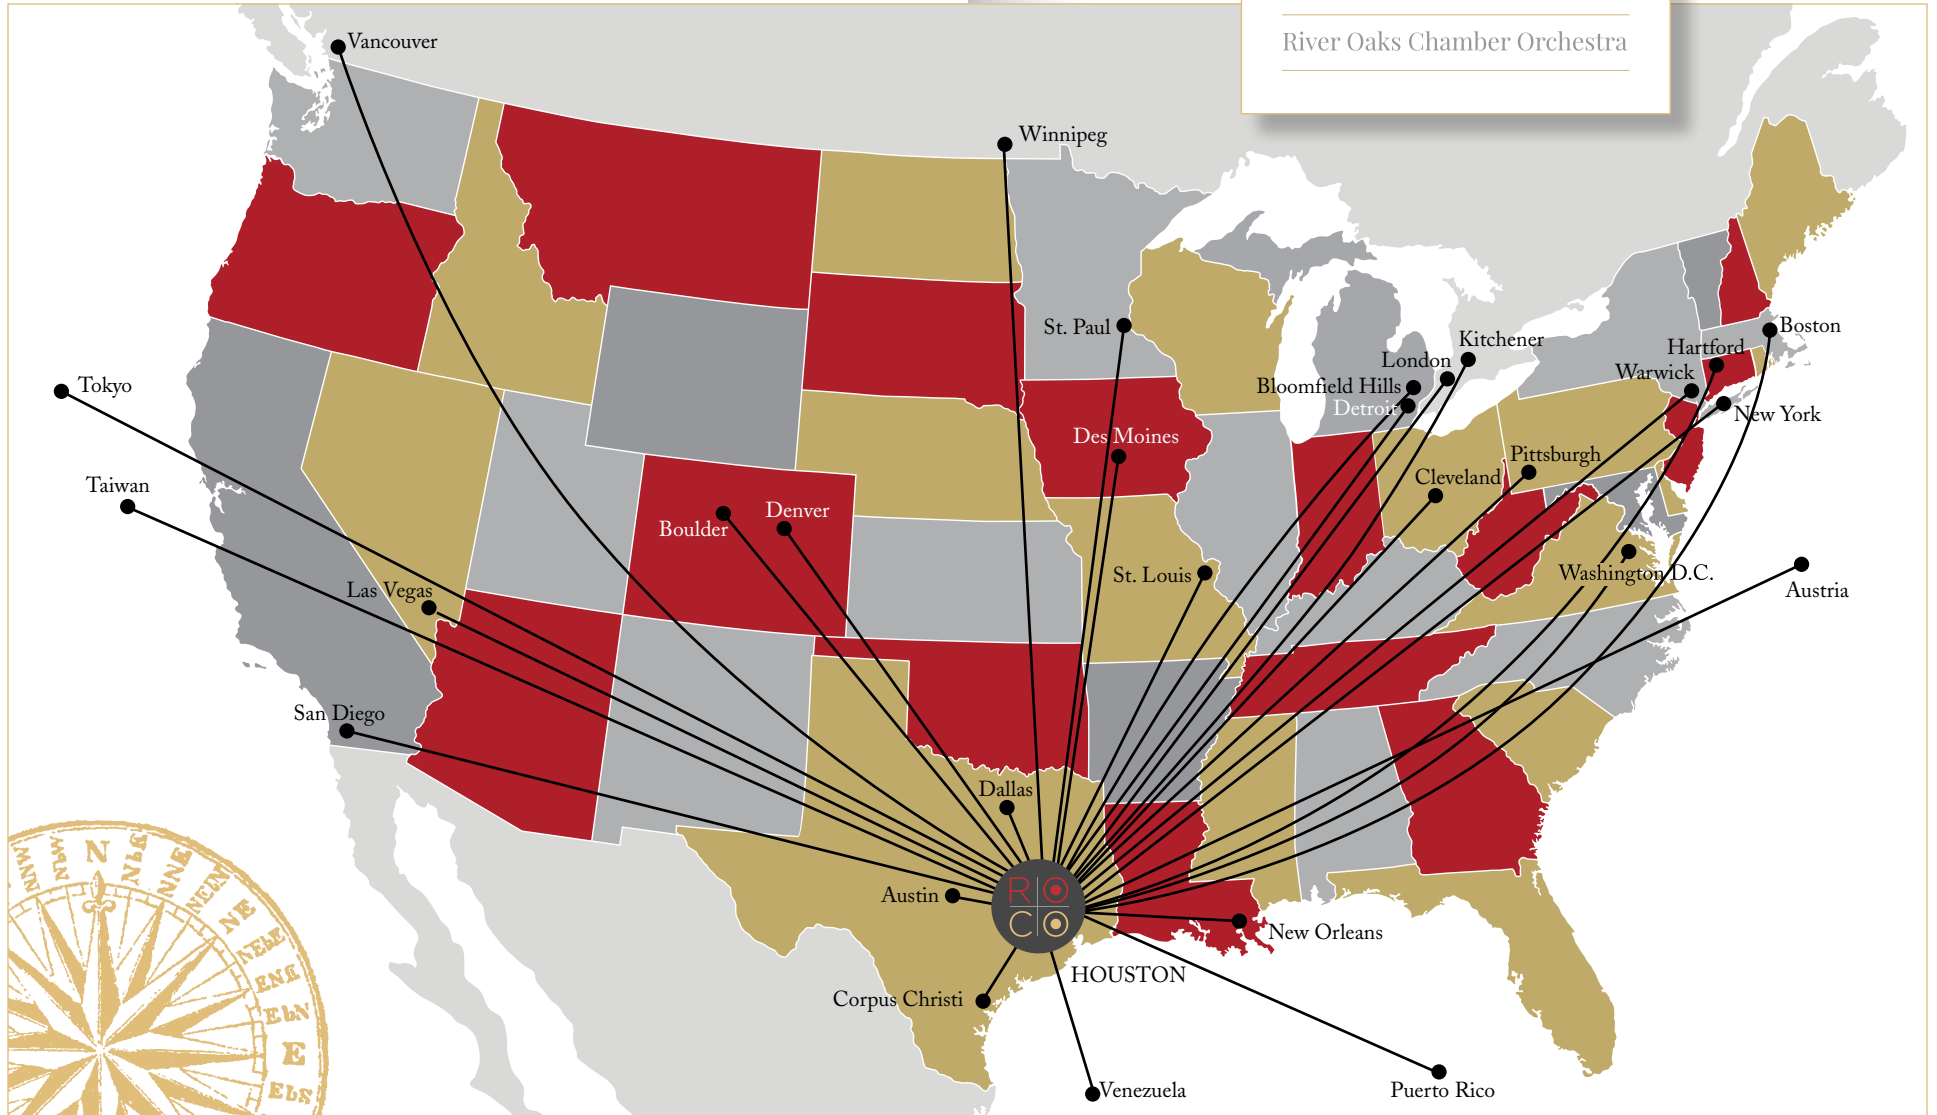 River Oaks Chamber Orchestra
Vancouver
Winnipeg
St. Paul
Kitchener
Boston
London
Hartford
Bloomfield Hills
Warwick
Tokyo
Detroit
New York
Des Moines
Pittsburgh
Cleveland
Taiwan
Boulder
Denver
St. Louis
Washington D.C.
Las Vegas
Austria
San Diego
Dallas
Austin
RO
CO
New Orleans
HOUSTON
Corpus Christi
Venezuela
Puerto Rico
NNW
N
NNE
NE
E